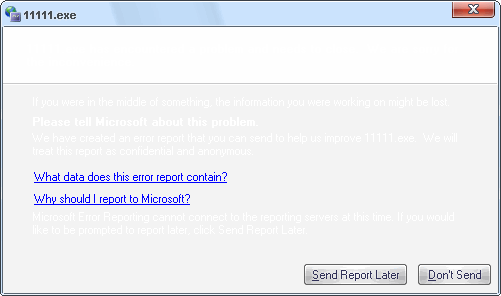 11111.exe
If you were in the middle of something, the information you were working on might be lost.
Please tell Microsoft about this problem.
We have created an error report that you can send to help us improve 11111.exe. We will
treat this report as confidential and anonymous.
What data does this error report contain?
Why should I report to Microsoft?
Microsoft Error Reporting cannot connect to the reporting servers at this time. If you would
like to be prompted to report later, click Send Report Later.
Send Report Later Don't Send